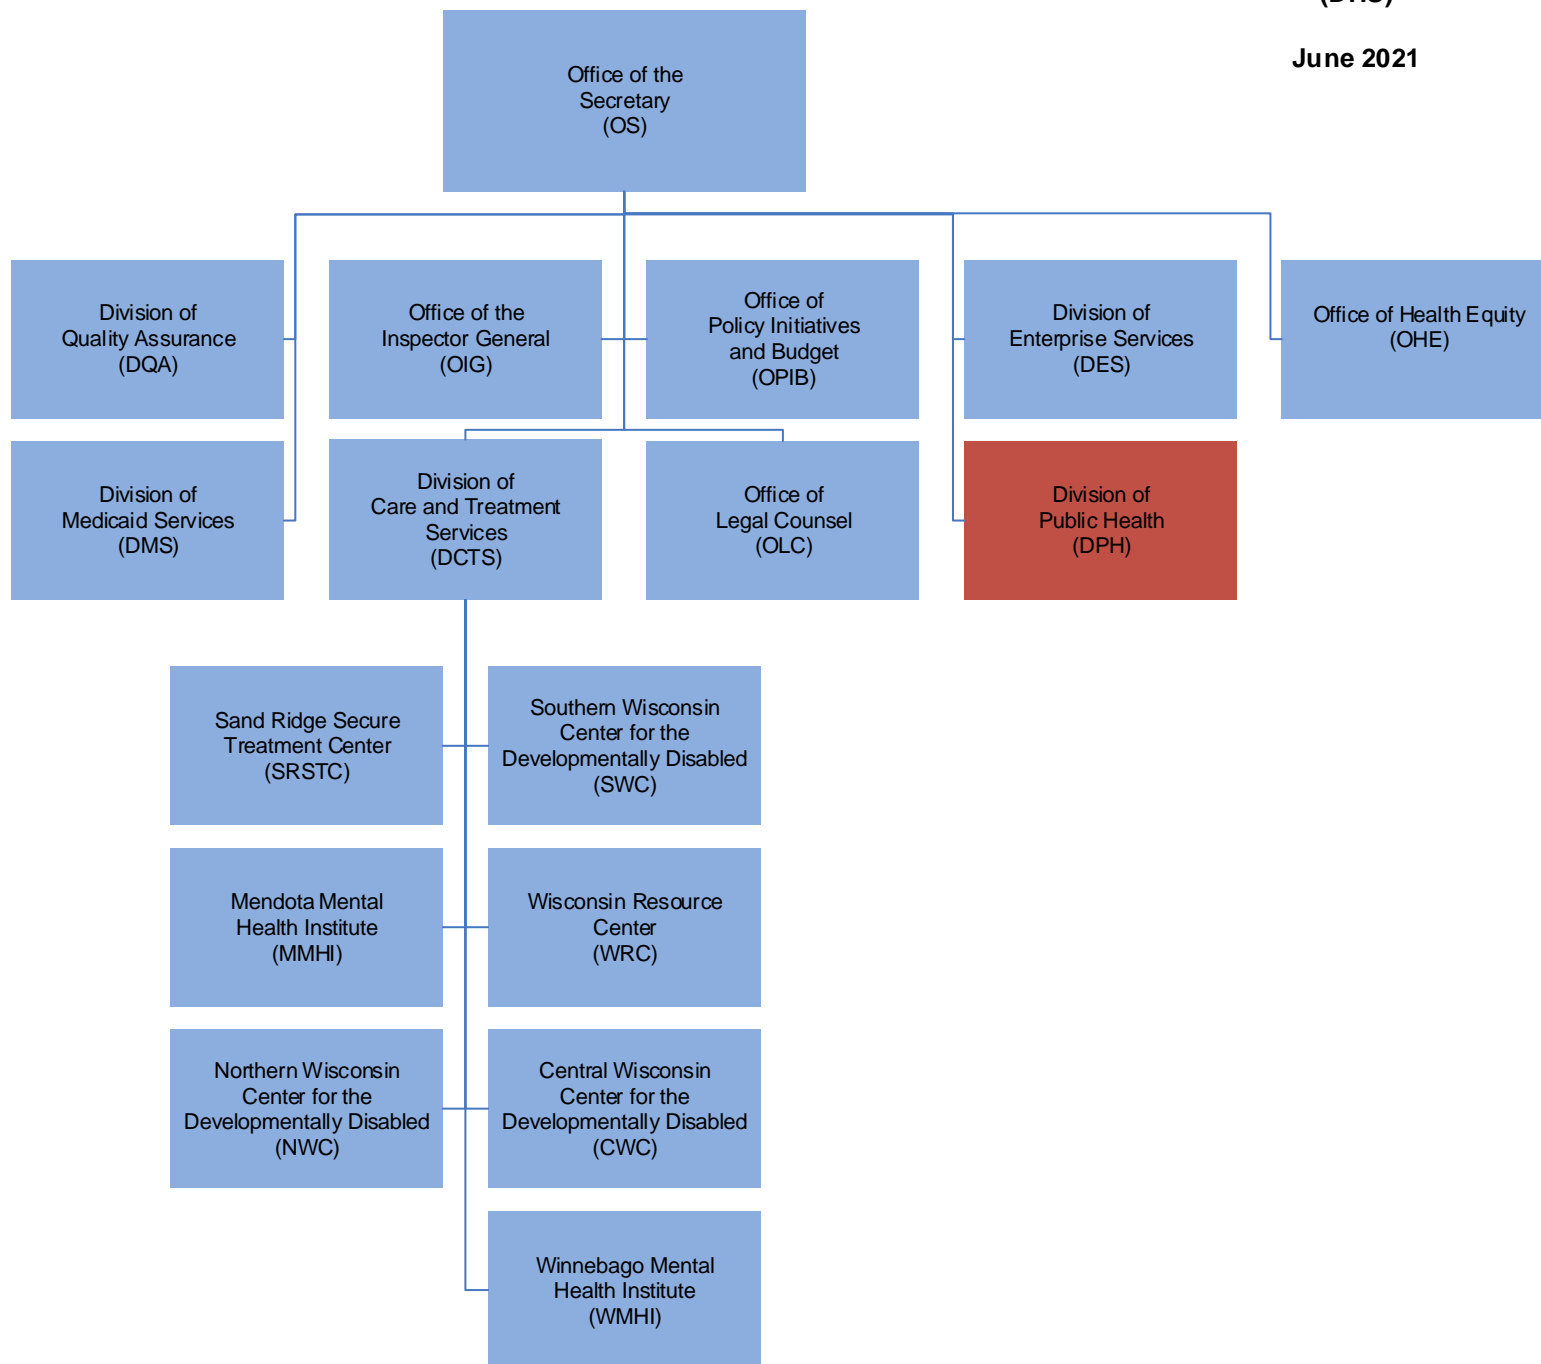 (DHS)
June 2021
Office of the
Secretary
(OS)
Division of
Quality Assurance
(DQA)
Office of the
Inspector General
(OIG)
Office of
Policy Initiatives
and Budget
(OPIB)
Division of
Enterprise Services
(DES)
Office of Health Equity
(OHE)
Division of
Medicaid Services
(DMS)
Division of
Care and Treatment
Services
(DCTS)
Office of
Legal Counsel
(OLC)
Division of
Public Health
(DPH)
Sand Ridge Secure
Treatment Center
(SRSTC)
Southern Wisconsin
Center for the
Developmentally Disabled
(SWC)
Mendota Mental
Health Institute
(MMHI)
Wisconsin Resource
Center
(WRC)
Northern Wisconsin
Center for the
Developmentally Disabled
(NWC)
Central Wisconsin
Center for the
Developmentally Disabled
(CWC)
Winnebago Mental
Health Institute
(WMHI)